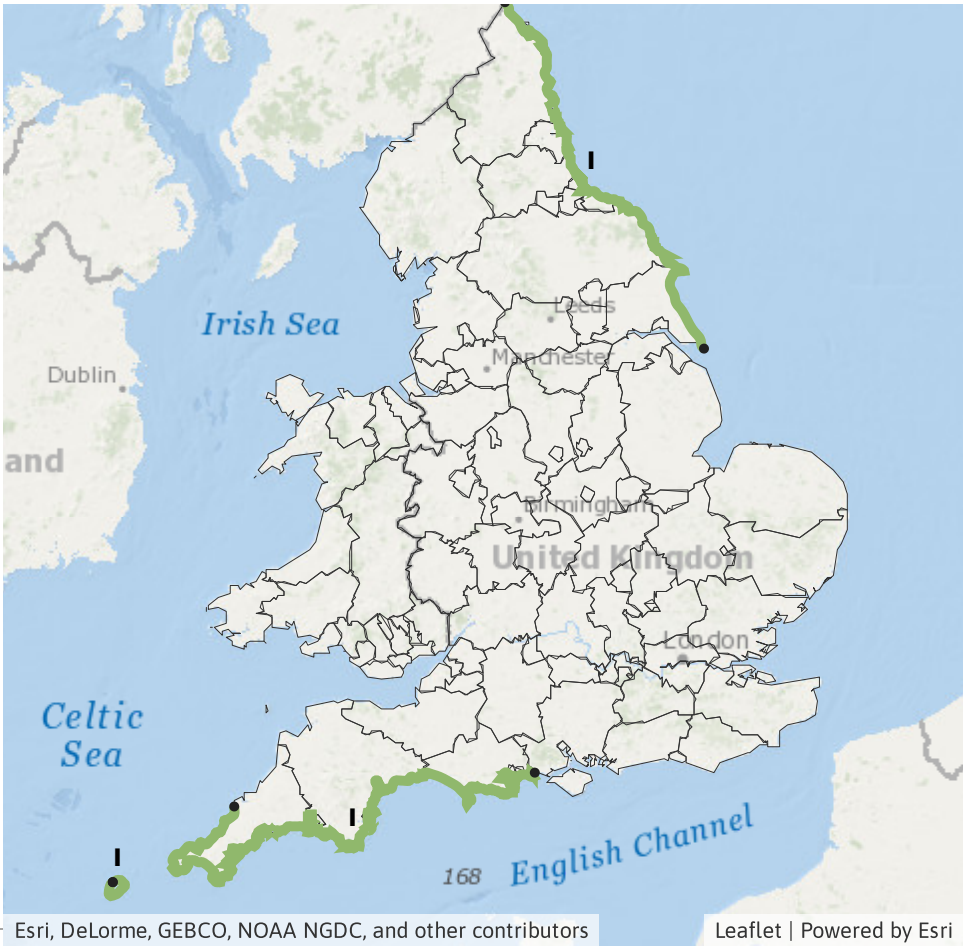 I
Leeds
Irish Sea
Manchester
Dublin
and
Birmingham
United Kingdom
London
Celtic
Sea
I
I
English Channel
168
Esri, DeLorme, GEBCO, NOAA NGDC, and other contributors
Leaflet | Powered by Esri